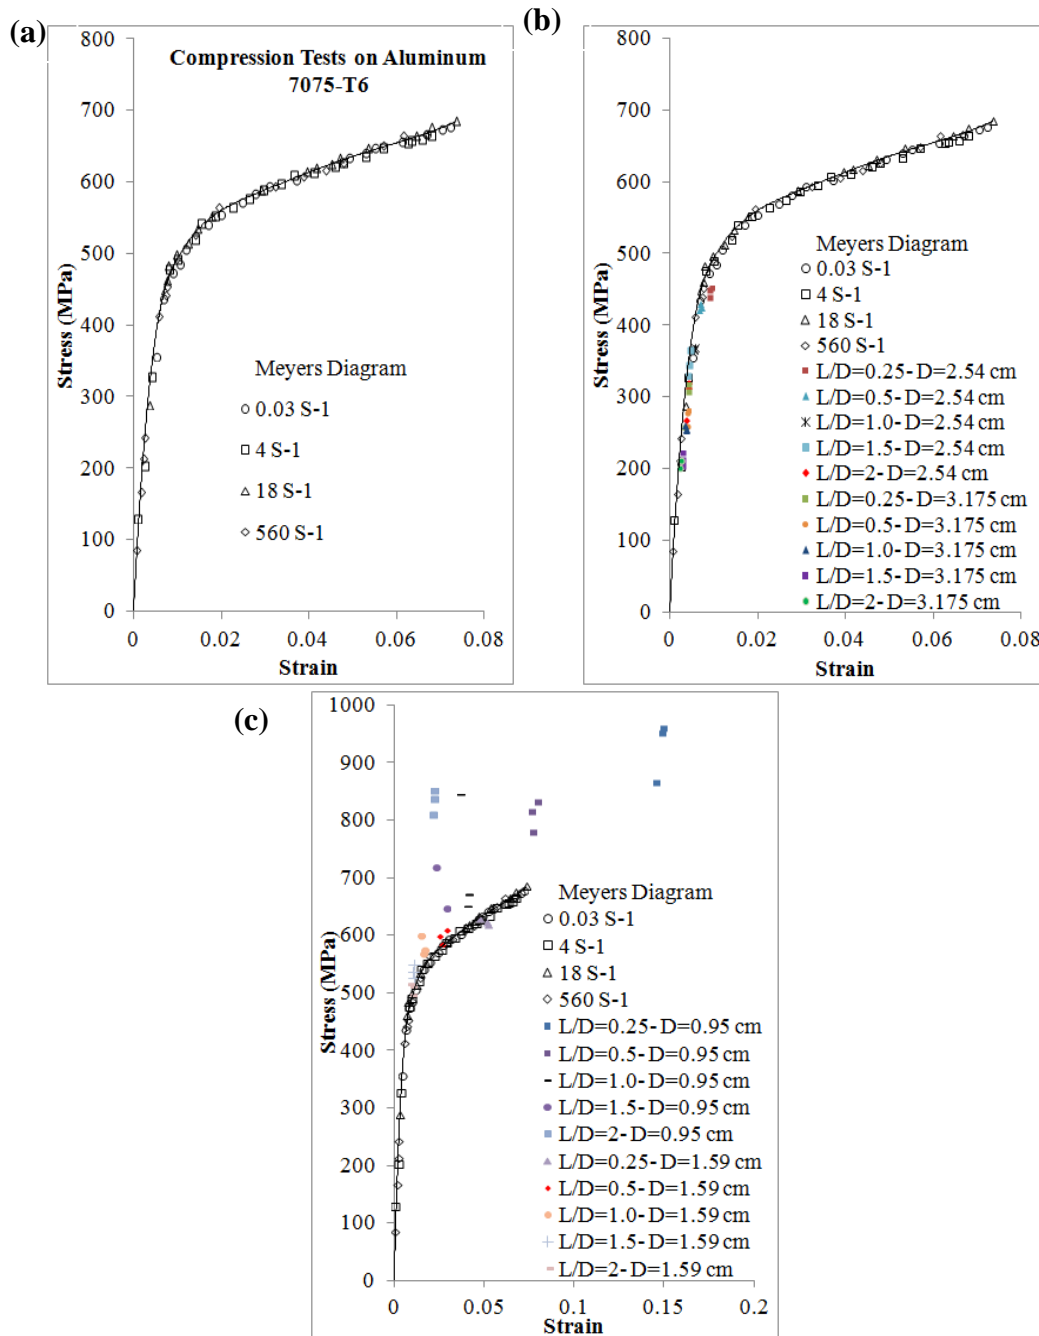 (a)
800
700
600
500
400
300
200
100
0
Stress (MPa)
Compression Tests on Aluminum
7075-T6
Meyers Diagram
0.03 S-1
4 S-1
18 S-1
560 S-1
0 0.02 0.04 0.06 0.08
Strain
(b)
800
700
600
500
400
300
200
100
0
Stress (MPa)
Meyers Diagram
0.03 S-1
4 S-1
18 S-1
560 S-1
L/D=0.25- D=2.54 cm
L/D=0.5- D=2.54 cm
L/D=1.0- D=2.54 cm
L/D=1.5- D=2.54 cm
L/D=2- D=2.54 cm
L/D=0.25- D=3.175 cm
L/D=0.5- D=3.175 cm
L/D=1.0- D=3.175 cm
L/D=1.5- D=3.175 cm
L/D=2- D=3.175 cm
0 0.02 0.04 0.06 0.08
Strain
(c)
1000
900
800
700
600
500
400
300
200
100
0
Stress (MPa)
Meyers Diagram
0.03 S-1
4 S-1
18 S-1
560 S-1
L/D=0.25- D=0.95 cm
L/D=0.5- D=0.95 cm
L/D=1.0- D=0.95 cm
L/D=1.5- D=0.95 cm
L/D=2- D=0.95 cm
L/D=0.25- D=1.59 cm
L/D=0.5- D=1.59 cm
L/D=1.0- D=1.59 cm
L/D=1.5- D=1.59 cm
L/D=2- D=1.59 cm
0 0.05 0.1 0.15 0.2
Strain